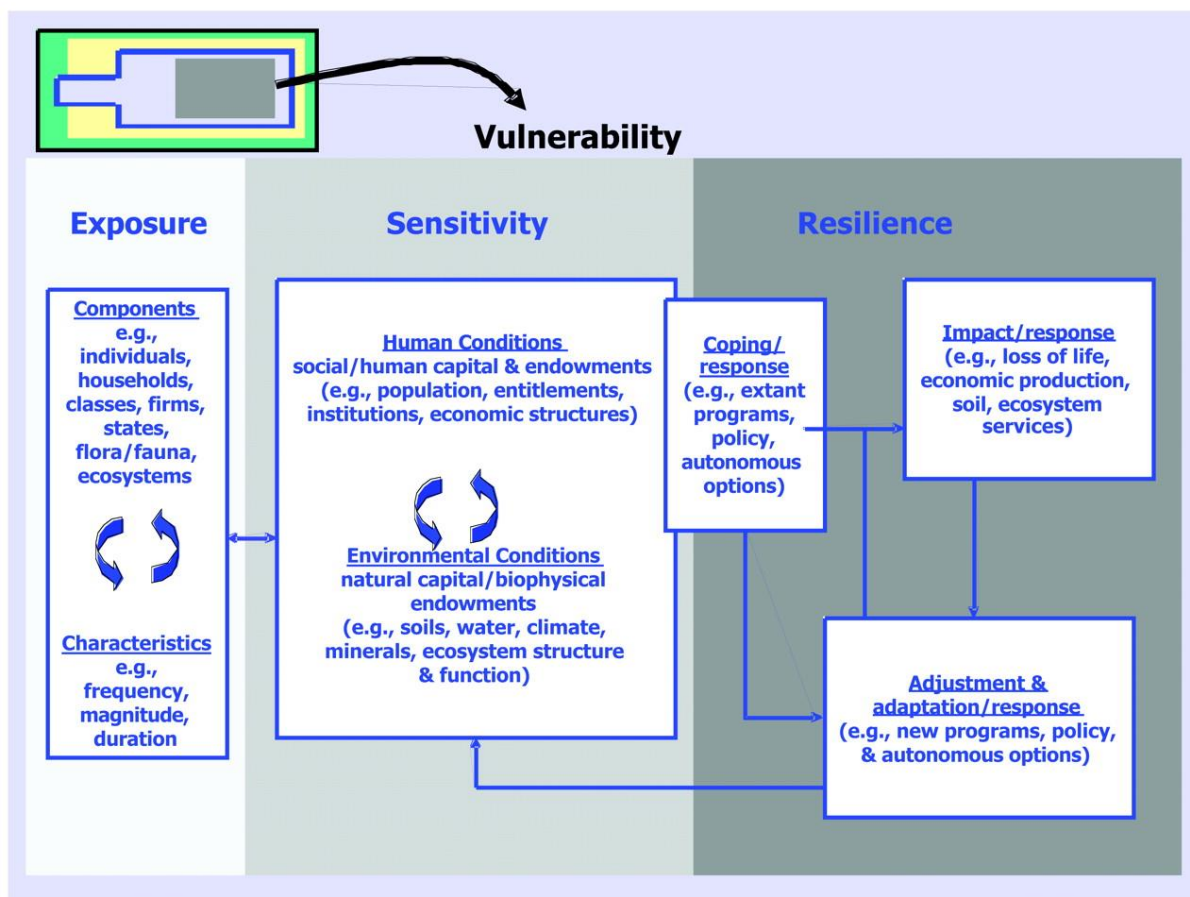 Vulnerability
Exposure
Sensitivity
Resilience
Components
e.g.,
individuals,
households,
classes, firms,
states,
flora/fauna,
ecosystems
Characteristics
e.g.,
frequency,
magnitude,
duration
Human Conditions
social/human capital & endowments
(e.g., population, entitlements,
institutions, economic structures)
Environmental Conditions
natural capital/biophysical
endowments
(e.g., soils, water, climate,
minerals, ecosystem structure
& function)
Coping/
response
(e.g., extant
programs,
policy,
autonomous
options)
Impact/response
(e.g., loss of life,
economic production,
soil, ecosystem
services)
Adjustment &
adaptation/response
(e.g., new programs, policy,
& autonomous options)